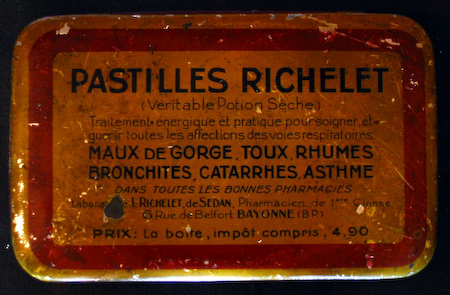 PASTILLES RICHELET
(Véritable Potion Sèche)
Traitement énergique et pratique pour soigner et
guérir toutes les affections des voies respiratoires
MAUX DE GORGE, TOUX, RHUMES
BRONCHITES, CATARRHES, ASTHME
DANS TOUTES LES BONNES PHARMACIES
L. RICHELET, de SEDAN, Pharmacien de 1ère Classe
6 Rue de Belfort BAYONNE (BP)
PRIX: La boîte, impôt compris, 4.90